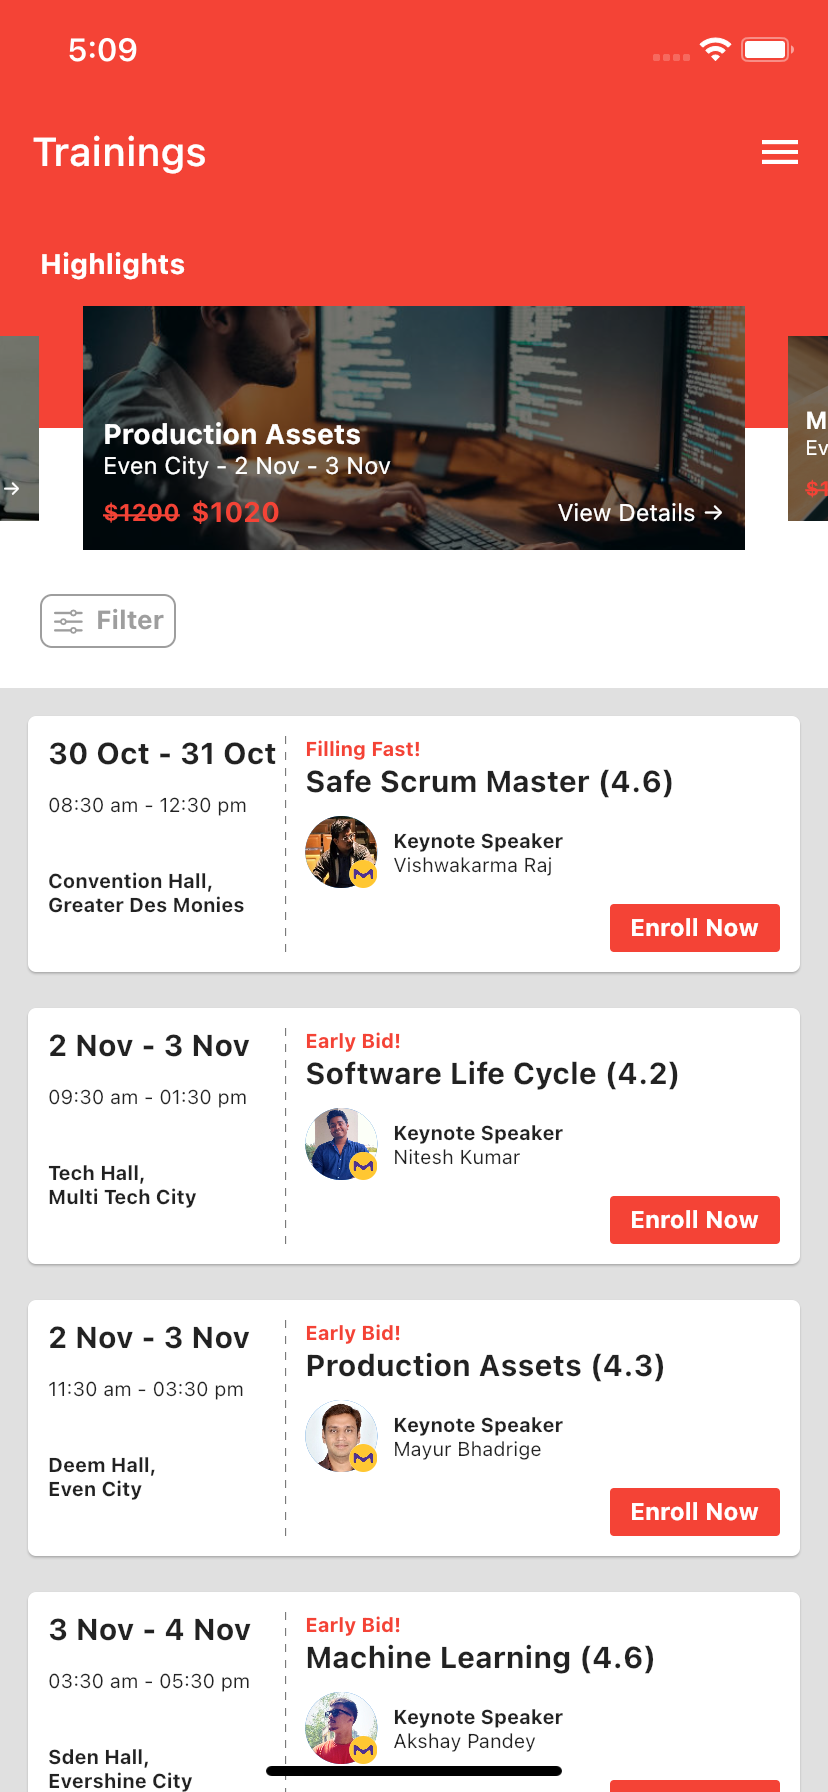 5:09
Trainings
Highlights
Production Assets
Even City - 2 Nov - 3 Nov
$1200 $1020
View Details →
→
M
Ev
$1
Filter
30 Oct - 31 Oct
08:30 am - 12:30 pm
Convention Hall,
Greater Des Monies
Filling Fast!
Safe Scrum Master (4.6)
Keynote Speaker
Vishwakarma Raj
Enroll Now
2 Nov - 3 Nov
09:30 am - 01:30 pm
Tech Hall,
Multi Tech City
Early Bid!
Software Life Cycle (4.2)
Keynote Speaker
Nitesh Kumar
Enroll Now
2 Nov - 3 Nov
11:30 am - 03:30 pm
Deem Hall,
Even City
Early Bid!
Production Assets (4.3)
Keynote Speaker
Mayur Bhadrige
Enroll Now
3 Nov - 4 Nov
03:30 am - 05:30 pm
Sden Hall,
Evershine City
Early Bid!
Machine Learning (4.6)
Keynote Speaker
Akshay Pandey